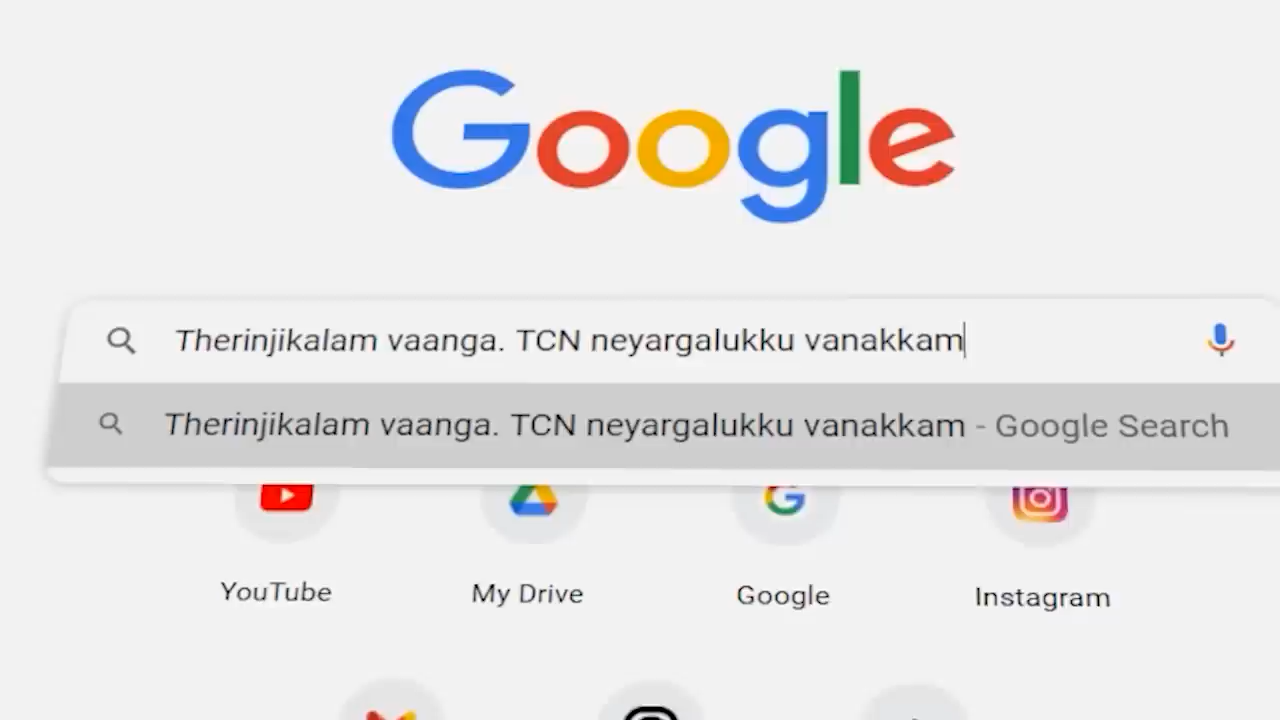 Google
Therinjikalam vaanga. TCN neyargalukku vanakkam
Therinjikalam vaanga. TCN neyargalukku vanakkam - Google Search
YouTube My Drive Google Instagram